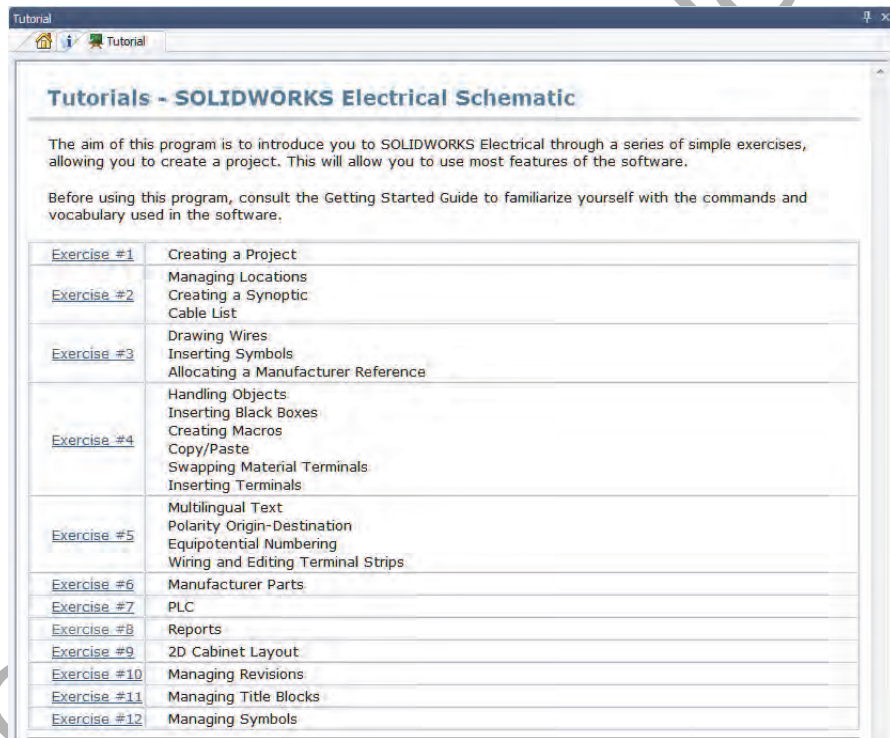 Tutorial
Tutorial
Tutorials - SOLIDWORKS Electrical Schematic
The aim of this program is to introduce you to SOLIDWORKS Electrical through a series of simple exercises,
allowing you to create a project. This will allow you to use most features of the software.
Before using this program, consult the Getting Started Guide to familiarize yourself with the commands and
vocabulary used in the software.
Exercise #1 Creating a Project
Exercise #2 Managing Locations
Creating a Synoptic
Cable List
Exercise #3 Drawing Wires
Inserting Symbols
Allocating a Manufacturer Reference
Exercise #4 Handling Objects
Inserting Black Boxes
Creating Macros
Copy/Paste
Swapping Material Terminals
Inserting Terminals
Exercise #5 Multilingual Text
Polarity Origin-Destination
Equipotential Numbering
Wiring and Editing Terminal Strips
Exercise #6 Manufacturer Parts
Exercise #7 PLC
Exercise #8 Reports
Exercise #9 2D Cabinet Layout
Exercise #10 Managing Revisions
Exercise #11 Managing Title Blocks
Exercise #12 Managing Symbols